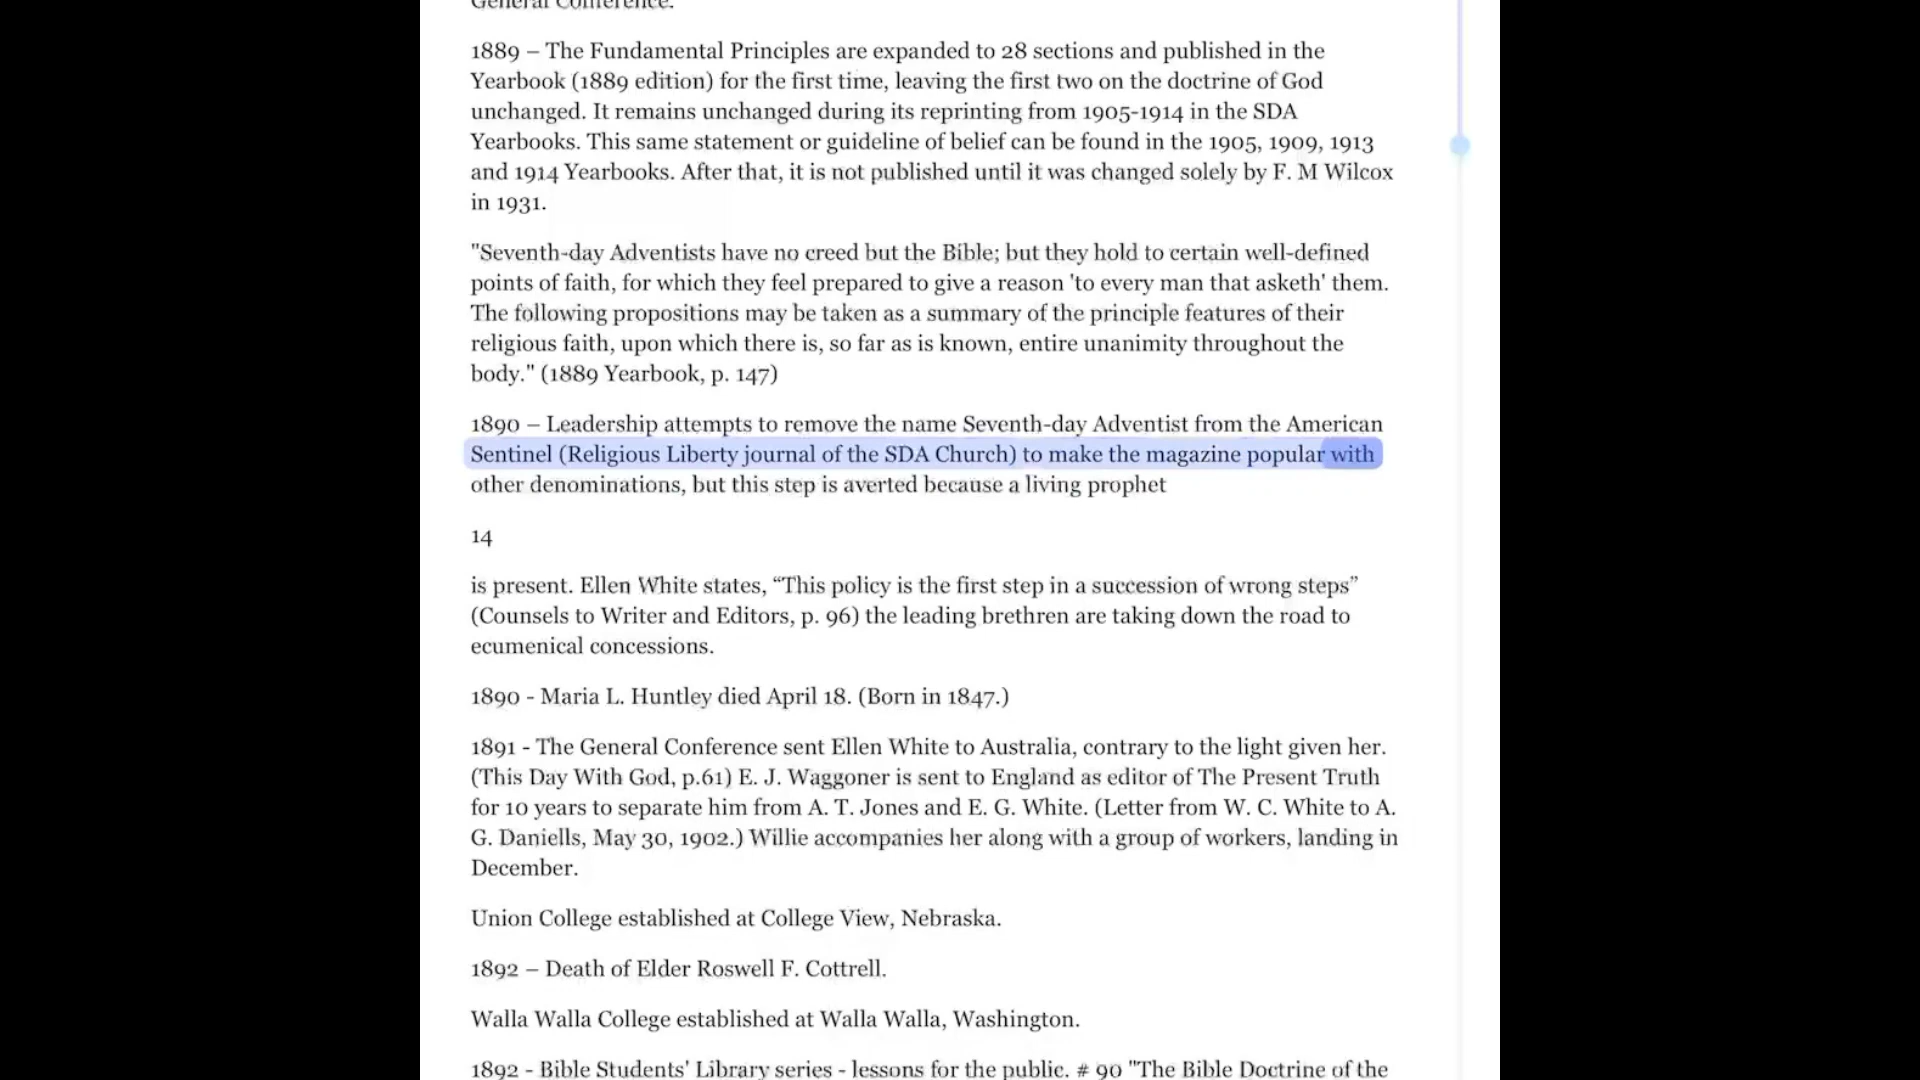 General Conference.
1889 – The Fundamental Principles are expanded to 28 sections and published in the
Yearbook (1889 edition) for the first time, leaving the first two on the doctrine of God
unchanged. It remains unchanged during its reprinting from 1905-1914 in the SDA
Yearbooks. This same statement or guideline of belief can be found in the 1905, 1909, 1913
and 1914 Yearbooks. After that, it is not published until it was changed solely by F. M Wilcox
in 1931.
"Seventh-day Adventists have no creed but the Bible; but they hold to certain well-defined
points of faith, for which they feel prepared to give a reason 'to every man that asketh' them.
The following propositions may be taken as a summary of the principle features of their
religious faith, upon which there is, so far as is known, entire unanimity throughout the
body." (1889 Yearbook, p. 147)
1890 – Leadership attempts to remove the name Seventh-day Adventist from the American
Sentinel (Religious Liberty journal of the SDA Church) to make the magazine popular with
other denominations, but this step is averted because a living prophet
14
is present. Ellen White states, “This policy is the first step in a succession of wrong steps”
(Counsels to Writer and Editors, p. 96) the leading brethren are taking down the road to
ecumenical concessions.
1890 - Maria L. Huntley died April 18. (Born in 1847.)
1891 - The General Conference sent Ellen White to Australia, contrary to the light given her.
(This Day With God, p.61) E. J. Waggoner is sent to England as editor of The Present Truth
for 10 years to separate him from A. T. Jones and E. G. White. (Letter from W. C. White to A.
G. Daniells, May 30, 1902.) Willie accompanies her along with a group of workers, landing in
December.
Union College established at College View, Nebraska.
1892 – Death of Elder Roswell F. Cottrell.
Walla Walla College established at Walla Walla, Washington.
1892 - Bible Students' Library series - lessons for the public. # 90 "The Bible Doctrine of the